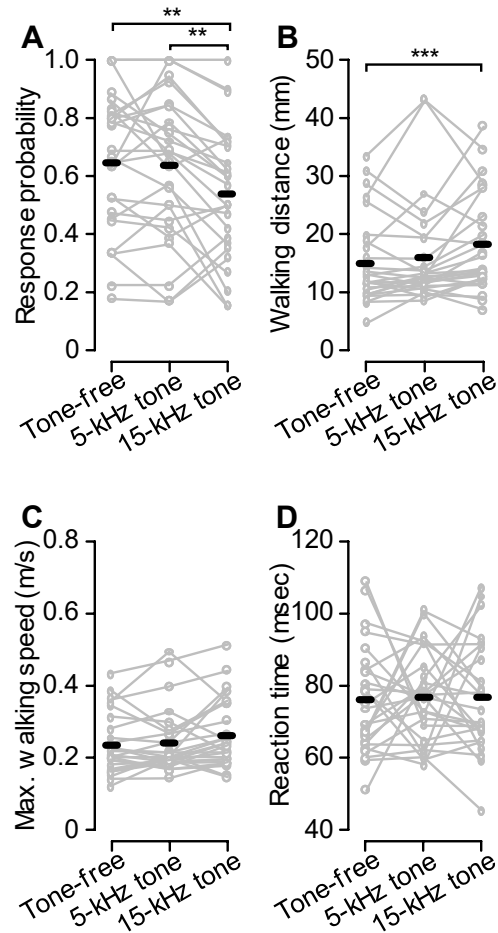 A
**
**
Response probability
1.0
0.8
0.6
0.4
0.2
0
Tone-free
5-kHz tone
15-kHz tone
B
***
Walking distance (mm)
50
40
30
20
10
0
Tone-free
5-kHz tone
15-kHz tone
C
Max. w alking speed (m/s)
0.8
0.6
0.4
0.2
0
Tone-free
5-kHz tone
15-kHz tone
D
Reaction time (msec)
120
100
80
60
40
Tone-free
5-kHz tone
15-kHz tone